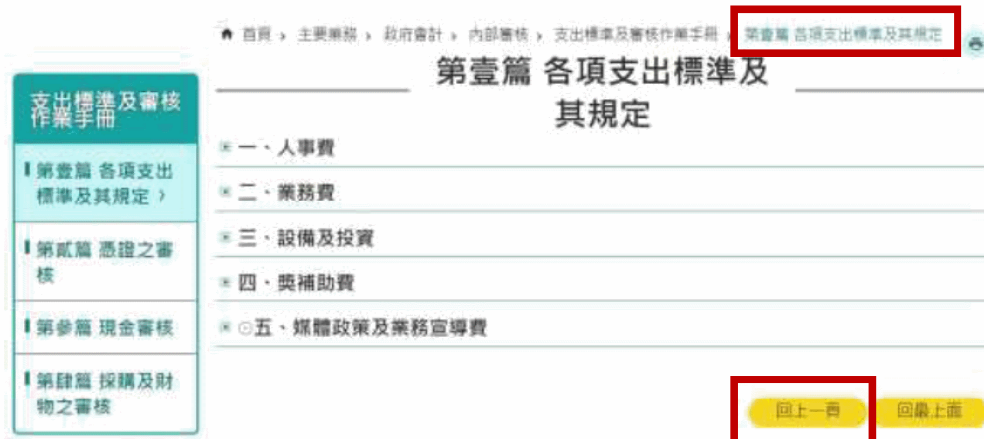 首頁 › 主要業務 › 政府會計 › 內部審核 › 支出標準及審核作業手冊 › 第壹篇 各項支出標準及其規定
第壹篇 各項支出標準及
其規定
支出標準及審核
作業手冊
第壹篇 各項支出
標準及其規定 ›
第貳篇 憑證之審
核
第參篇 現金審核
第肆篇 採購及財
物之審核
一、人事費
二、業務費
三、設備及投資
四、獎補助費
⊙五、媒體政策及業務宣導費
回上一頁
回最上面